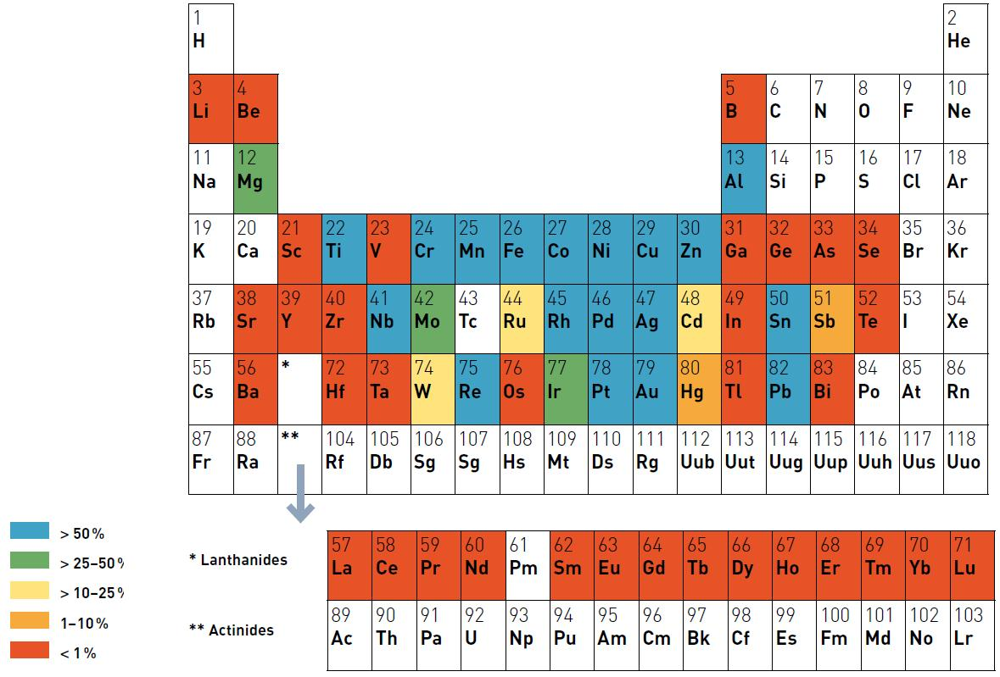 1 2
H He
3 4 5 6 7 8 9 10
Li Be B C N O F Ne
11 12 13 14 15 16 17 18
Na Mg Al Si P S Cl Ar
19 20 21 22 23 24 25 26 27 28 29 30 31 32 33 34 35 36
K Ca Sc Ti V Cr Mn Fe Co Ni Cu Zn Ga Ge As Se Br Kr
37 38 39 40 41 42 43 44 45 46 47 48 49 50 51 52 53 54
Rb Sr Y Zr Nb Mo Tc Ru Rh Pd Ag Cd In Sn Sb Te I Xe
55 56 * 72 73 74 75 76 77 78 79 80 81 82 83 84 85 86
Cs Ba Hf Ta W Re Os Ir Pt Au Hg Tl Pb Bi Po At Rn
87 88 ** 104 105 106 107 108 109 110 111 112 113 114 115 116 117 118
Fr Ra Rf Db Sg Sg Hs Mt Ds Rg Uub Uut Uug Uup Uuh Uus Uuo
> 50 %
> 25–50 %
> 10–25 %
1–10 %
< 1 %
* Lanthanides
57 58 59 60 61 62 63 64 65 66 67 68 69 70 71
La Ce Pr Nd Pm Sm Eu Gd Tb Dy Ho Er Tm Yb Lu
** Actinides
89 90 91 92 93 94 95 96 97 98 99 100 101 102 103
Ac Th Pa U Np Pu Am Cm Bk Cf Es Fm Md No Lr